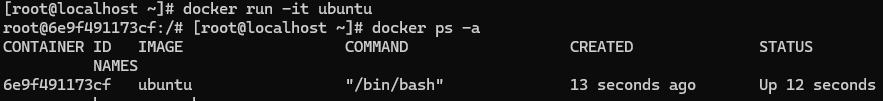 [root@localhost ~]# docker run -it ubuntu
root@6e9f491173cf:/# [root@localhost ~]# docker ps -a
CONTAINER ID   IMAGE          COMMAND          CREATED          STATUS
         NAMES
6e9f491173cf   ubuntu         "/bin/bash"      13 seconds ago   Up 12 seconds